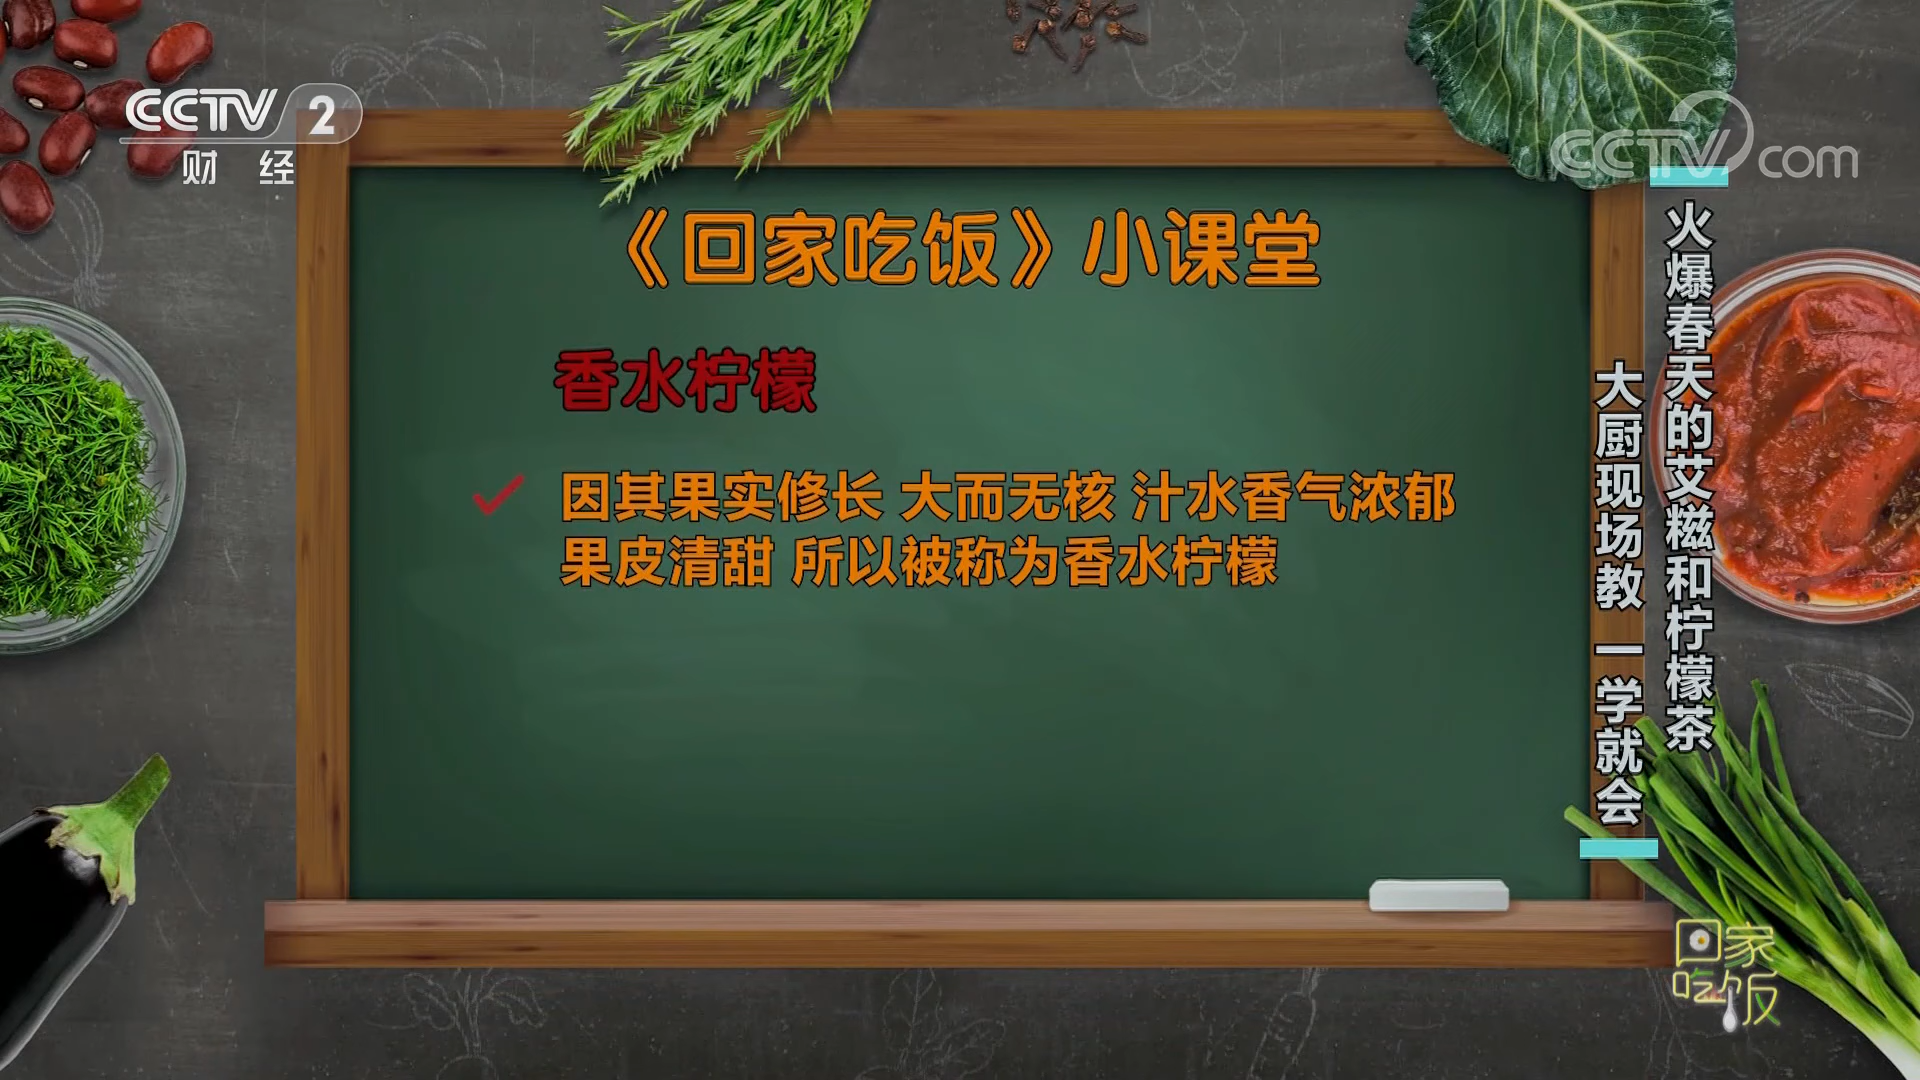 CCTV 2
财 经
CCTV com
《回家吃饭》小课堂
香水柠檬
因其果实修长 大而无核 汁水香气浓郁
果皮清甜 所以被称为香水柠檬
火爆春天的艾糍和柠檬茶
大厨现场教 一学就会
回家
吃饭